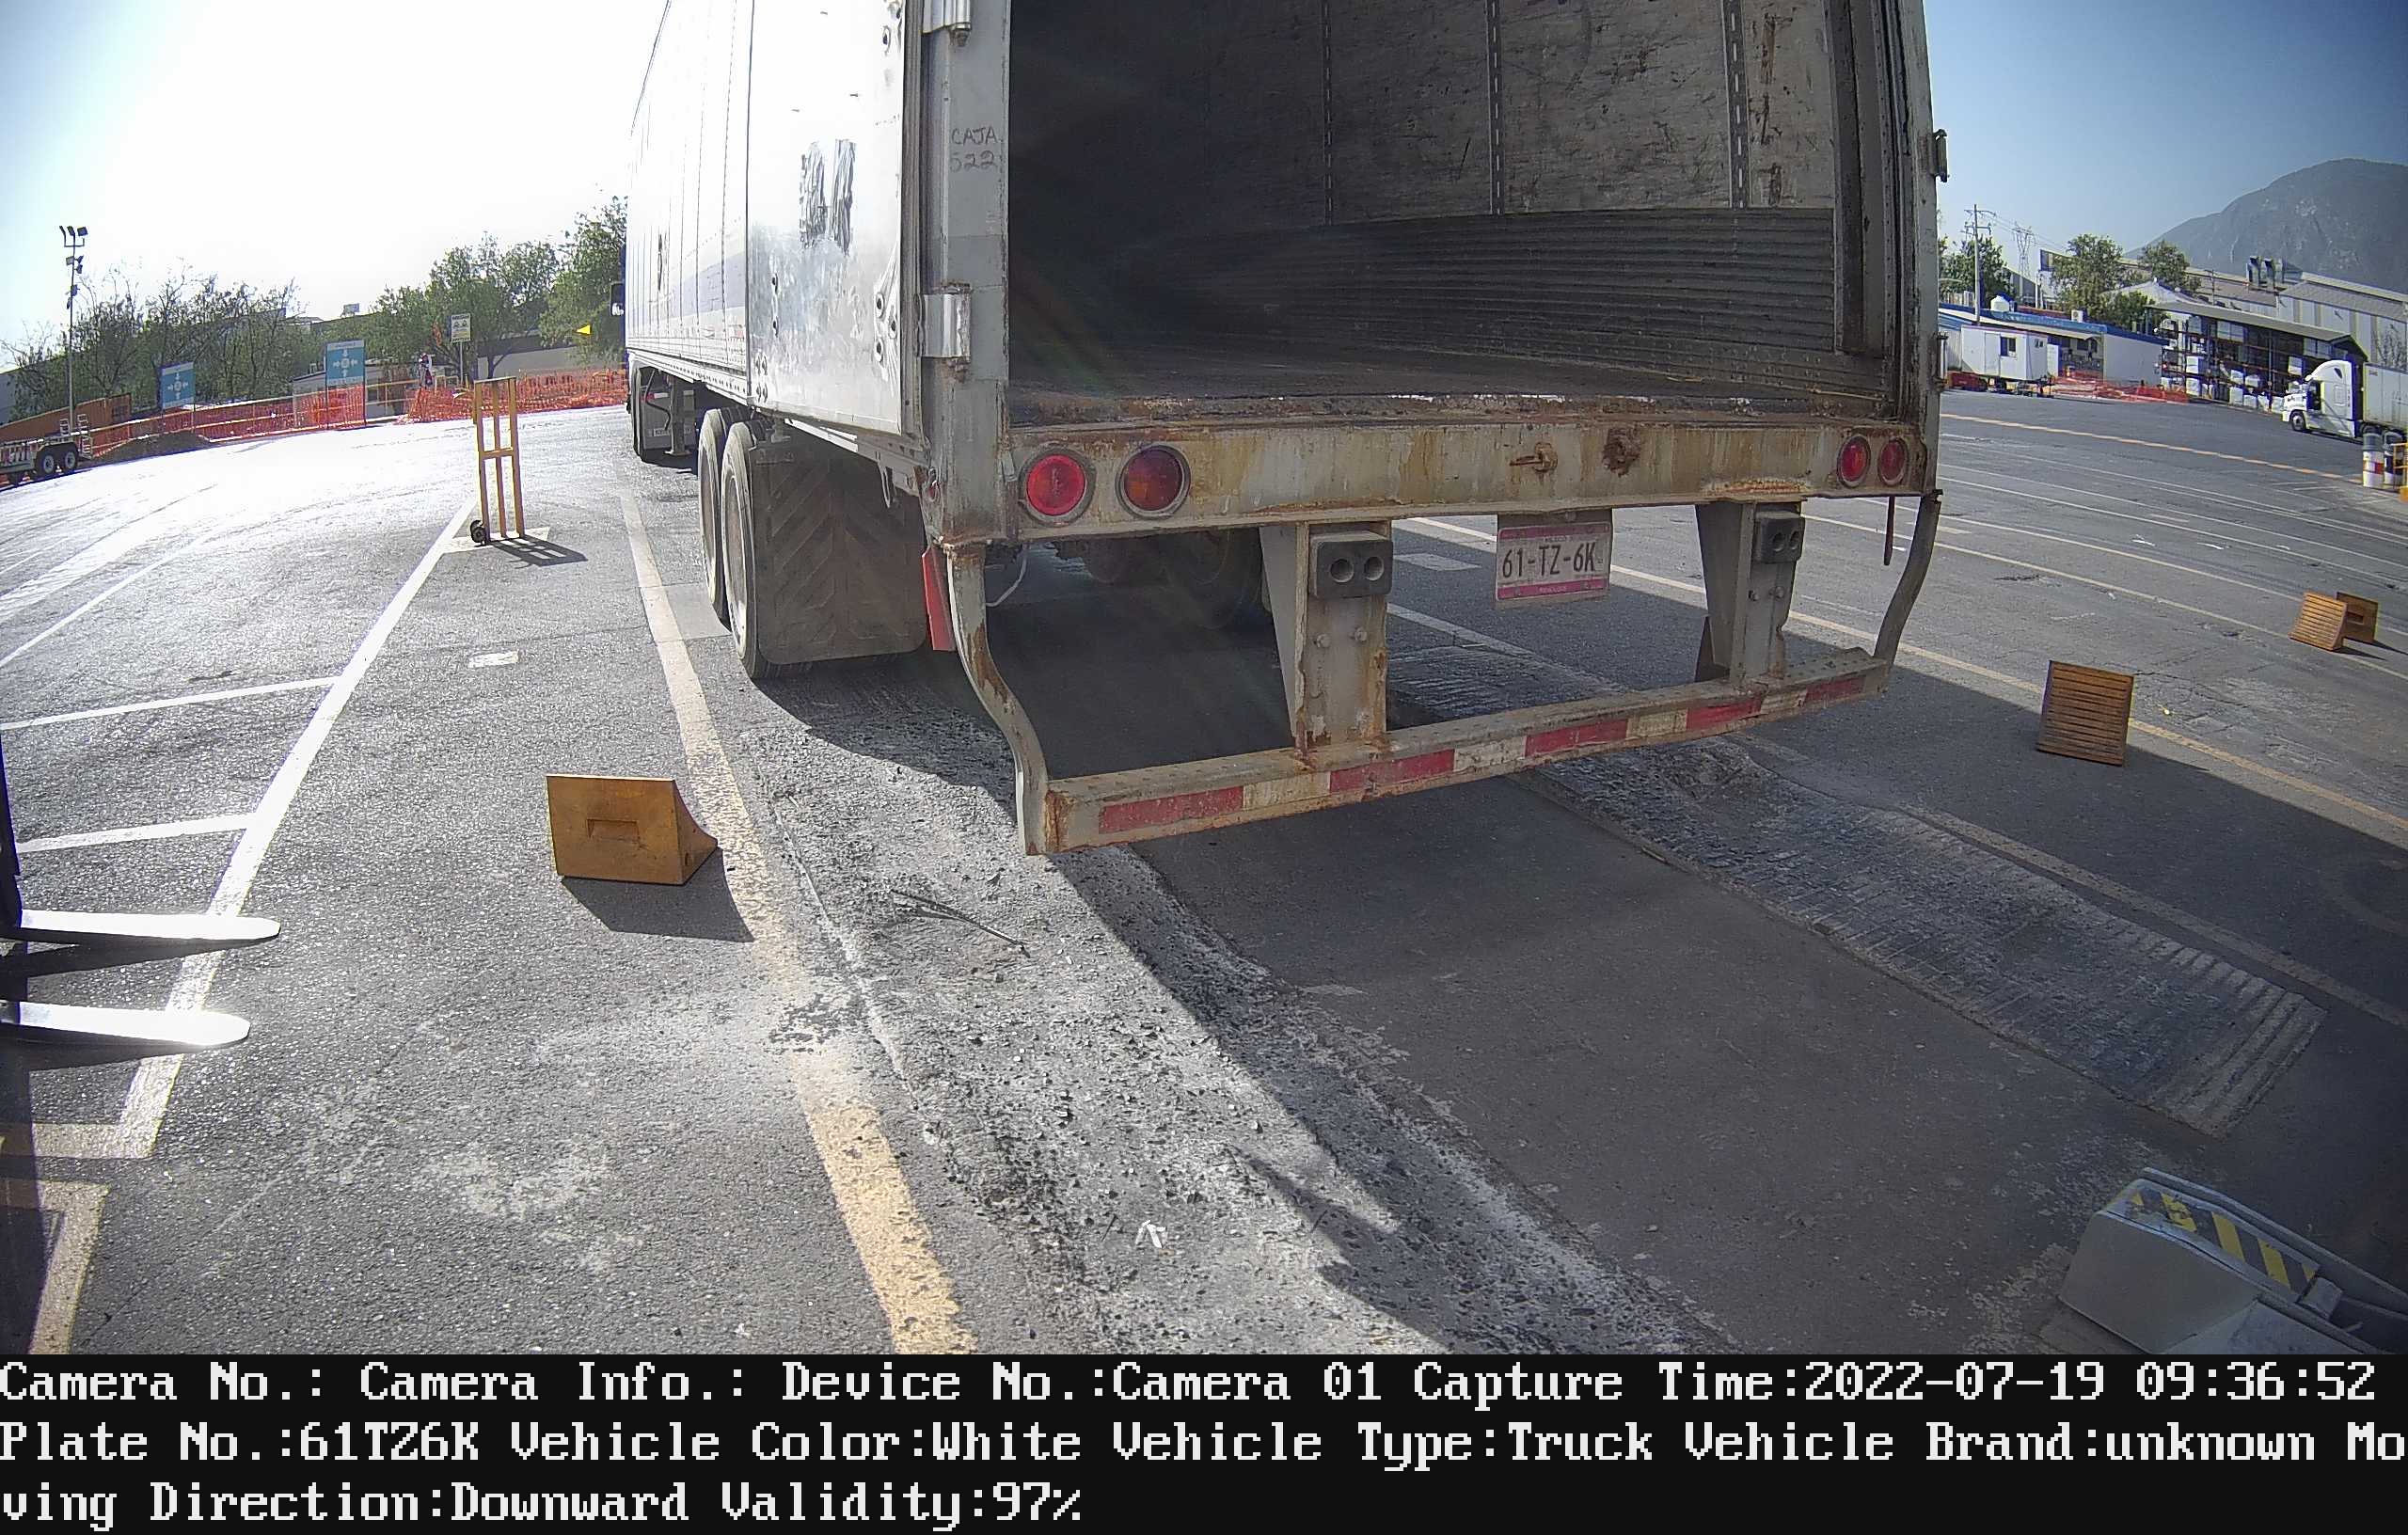 CAJA
522
61-TZ-6K
Camera No.: Camera Info.: Device No.:Camera 01 Capture Time:2022-07-19 09:36:52
Plate No.:61TZ6K Vehicle Color:White Vehicle Type:Truck Vehicle Brand:unknown Mo
ving Direction:Downward Validity:97%